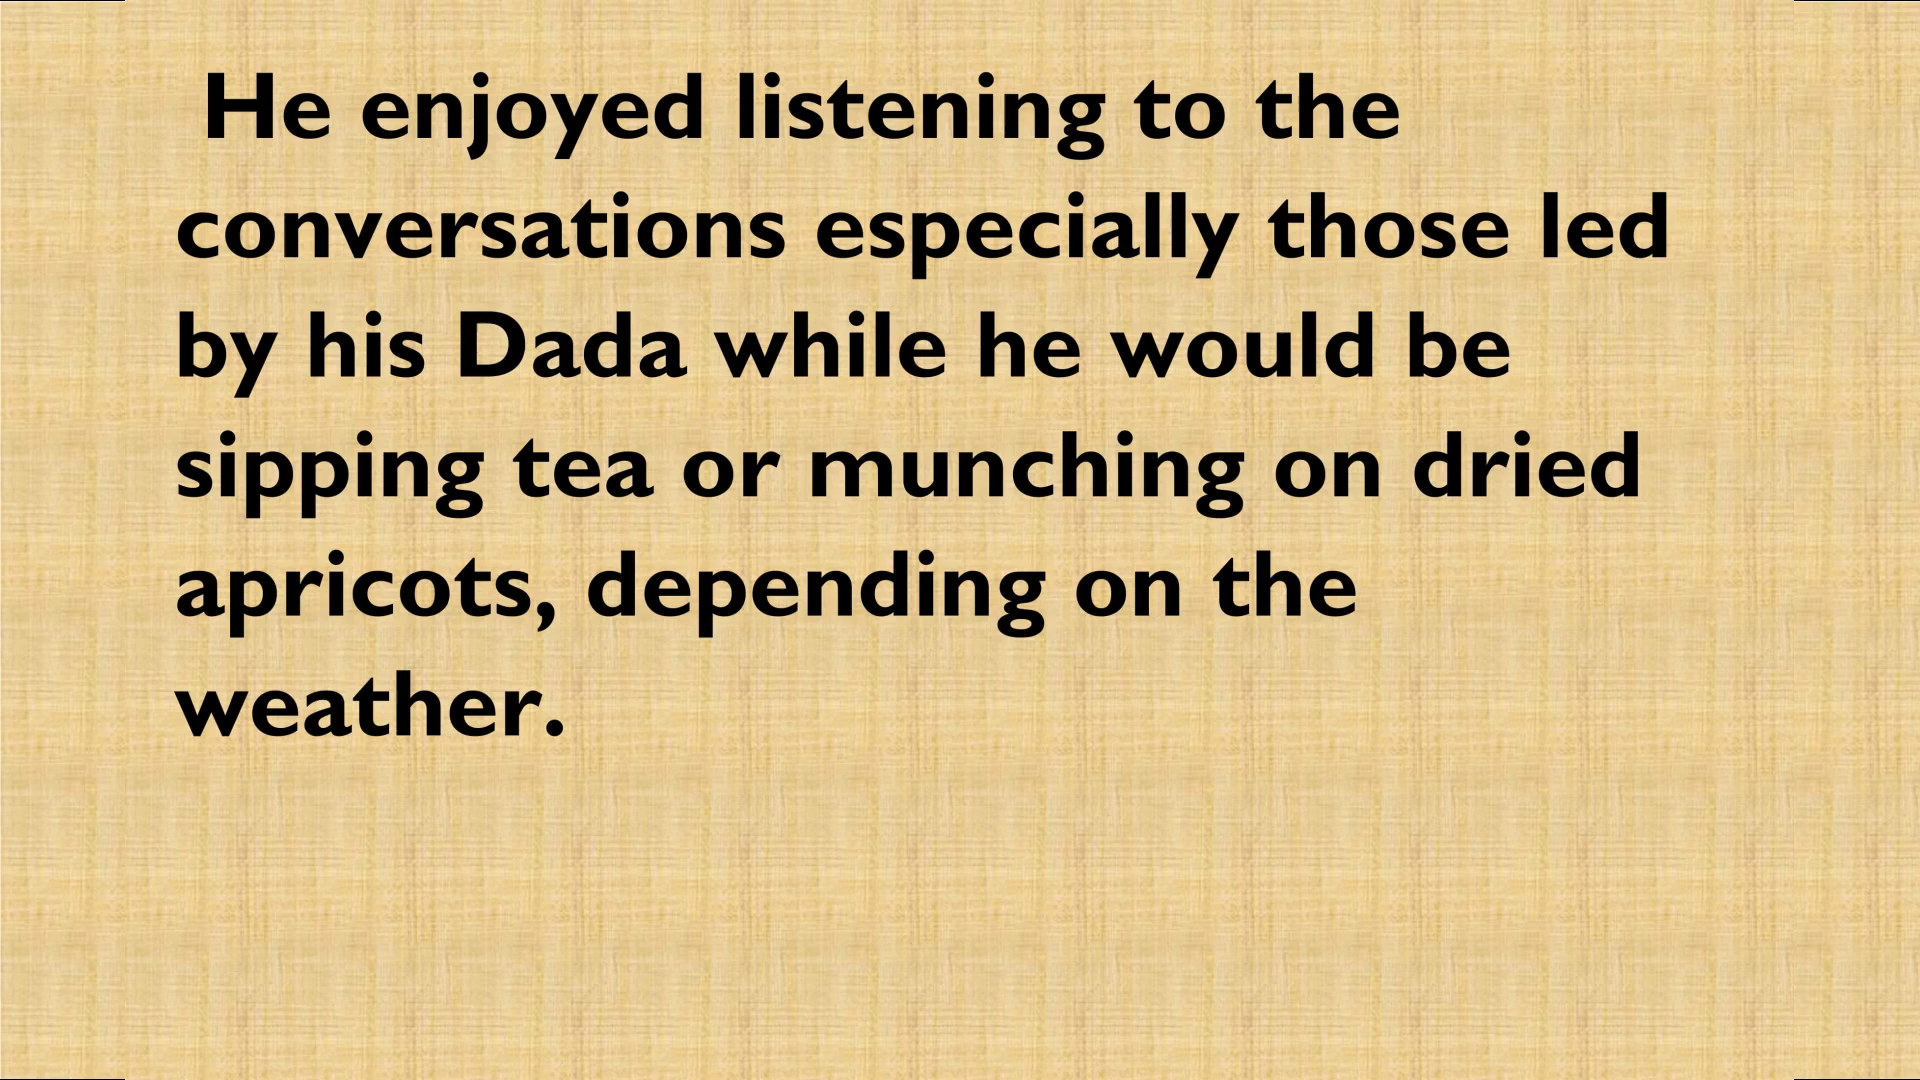 He enjoyed listening to the
conversations especially those led
by his Dada while he would be
sipping tea or munching on dried
apricots, depending on the
weather.